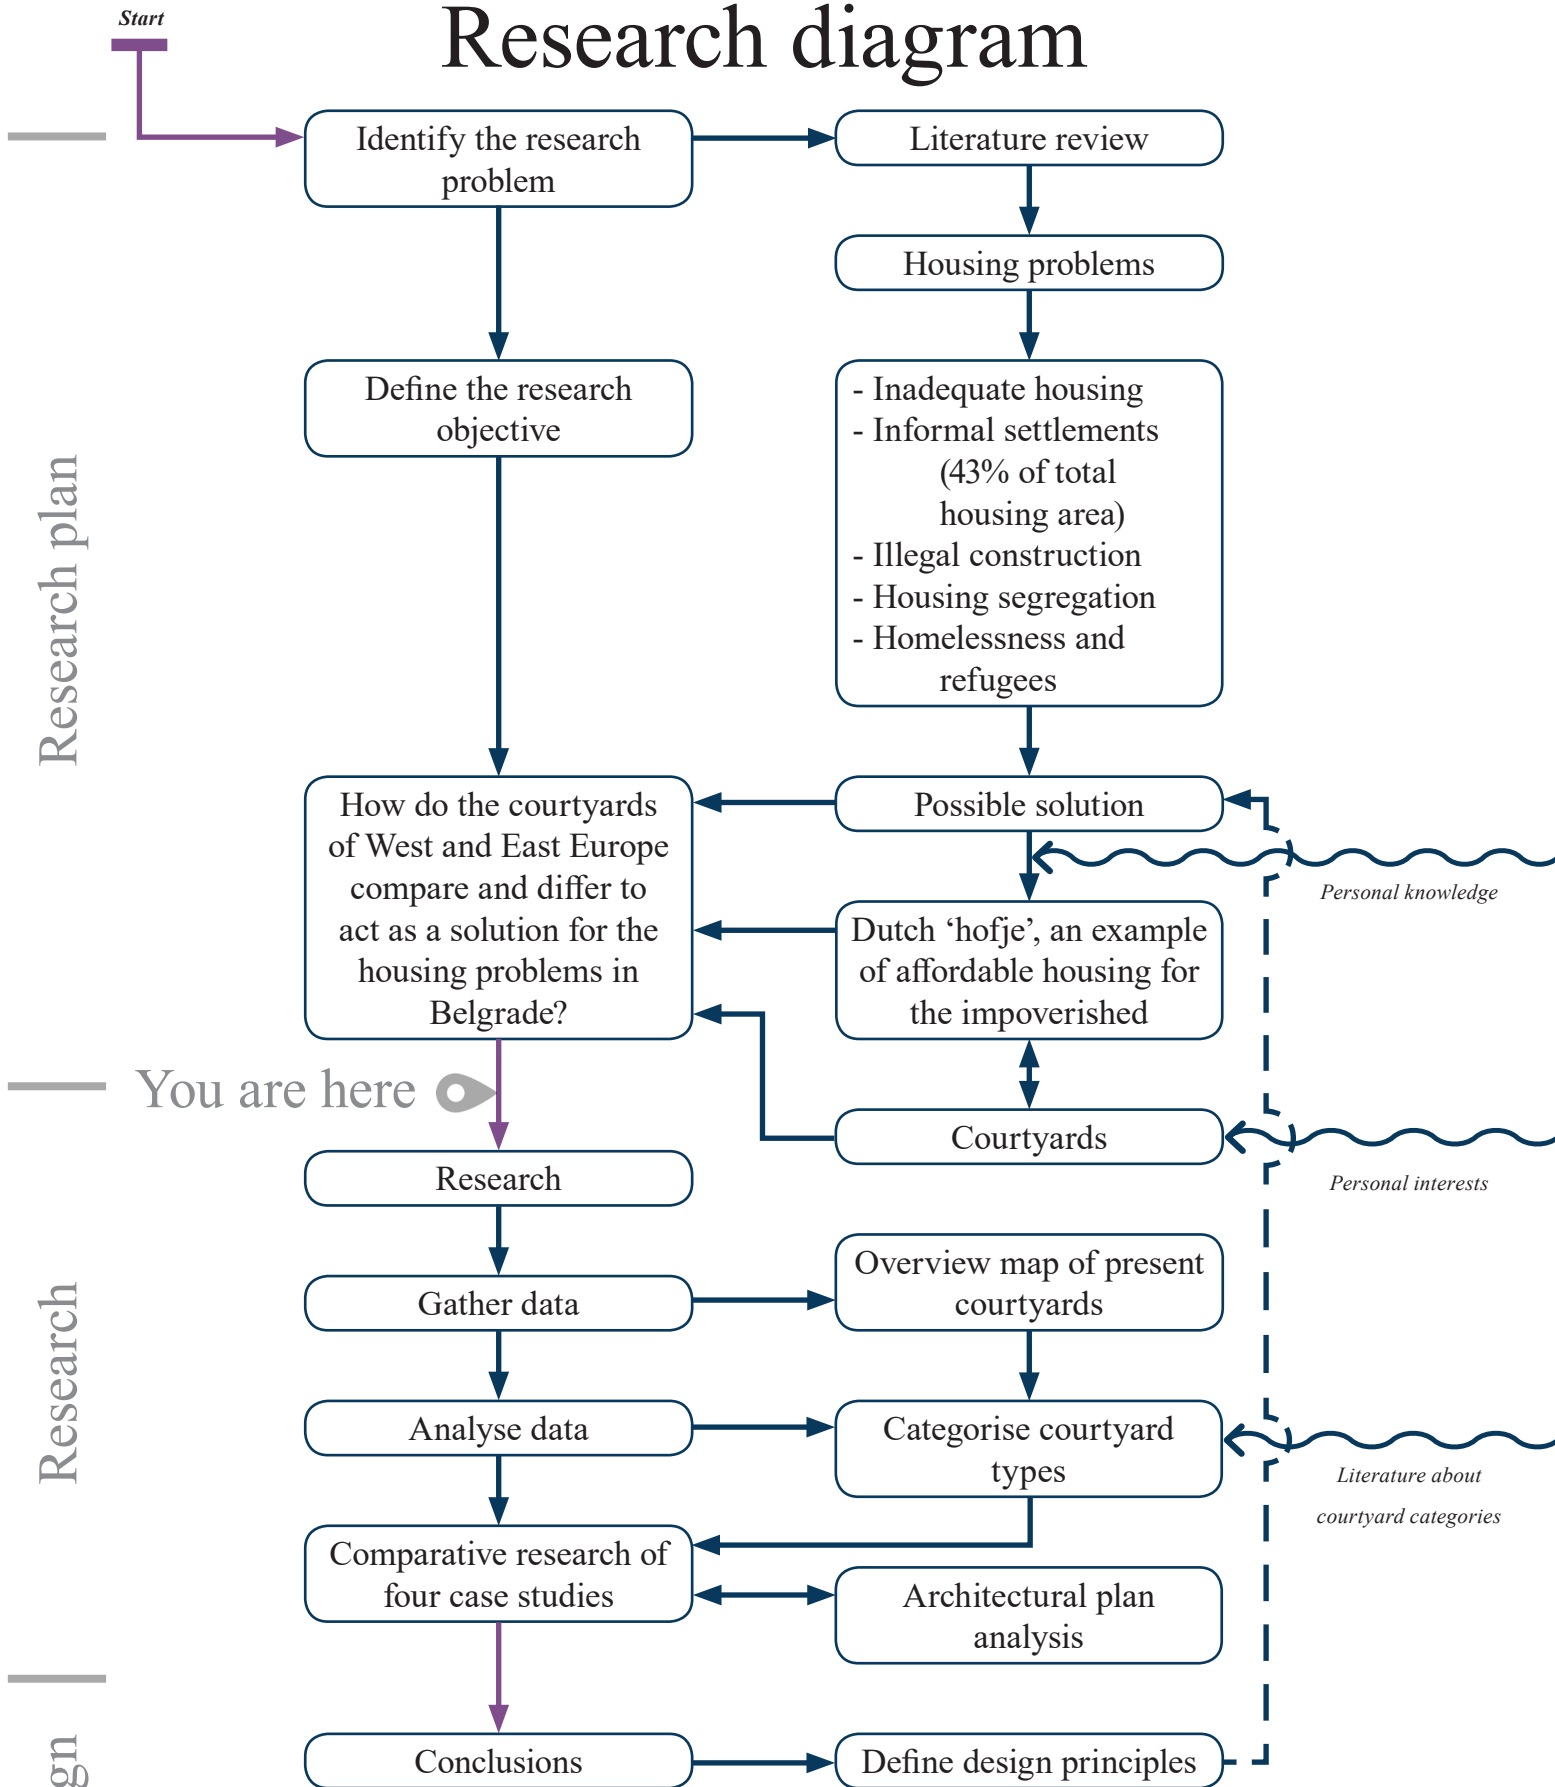 Start
Research diagram
Identify the research
problem
Literature review
Housing problems
Define the research
objective
- Inadequate housing
- Informal settlements
(43% of total
housing area)
- Illegal construction
- Housing segregation
- Homelessness and
refugees
Research plan
How do the courtyards
of West and East Europe
compare and differ to
act as a solution for the
housing problems in
Belgrade?
Possible solution
Personal knowledge
Dutch ‘hofje’, an example
of affordable housing for
the impoverished
You are here
Courtyards
Personal interests
Research
Overview map of present
courtyards
Gather data
Research
Analyse data
Categorise courtyard
types
Literature about
courtyard categories
Comparative research of
four case studies
Architectural plan
analysis
Conclusions
Define design principles
gn